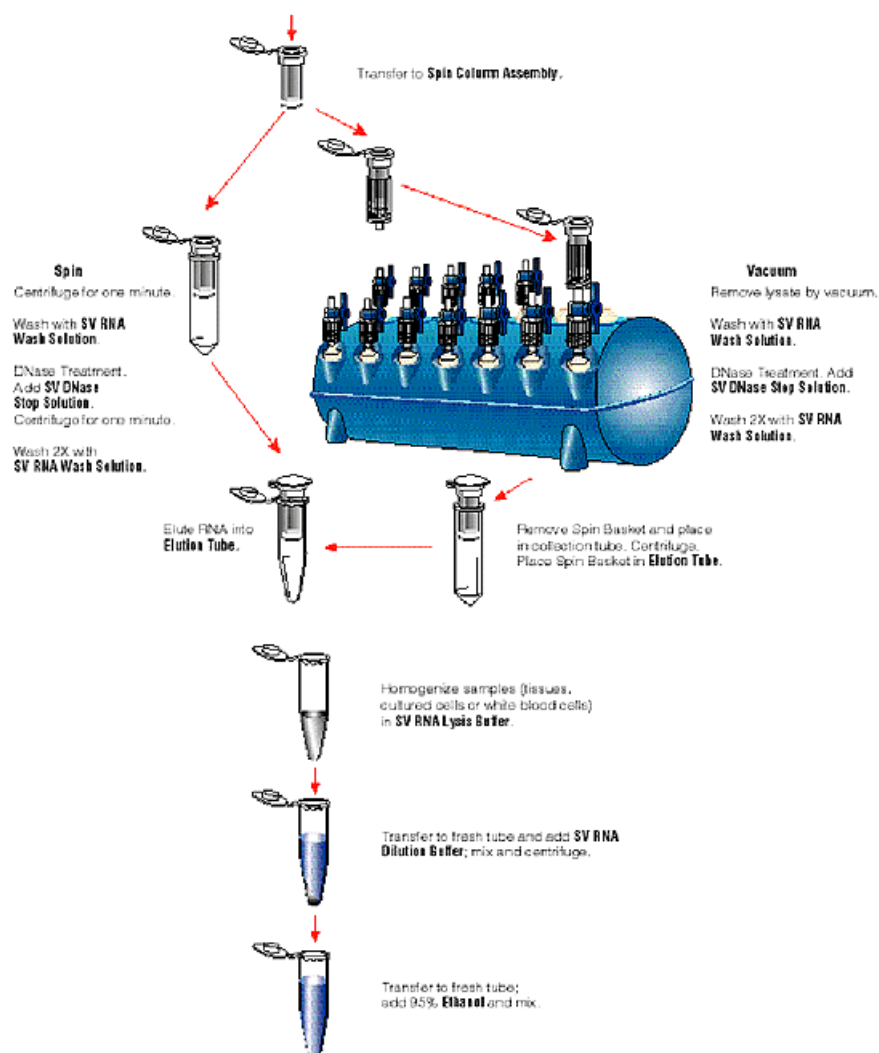 Transfer to Spin Column Assembly.
Spin
Centrifuge for one minute.
Wash with SV RNA
Wash Solution.
DNase Treatment.
Add SV DNase
Stop Solution.
Centrifuge for one minute.
Wash 2X with
SV RNA Wash Solution.
Vacuum
Remove lysate by vacuum.
Wash with SV RNA
Wash Solution.
DNase Treatment. Add
SV DNase Stop Solution.
Wash 2X with SV RNA
Wash Solution.
Elute RNA into
Elution Tube.
Remove Spin Basket and place
in collection tube. Centrifuge.
Place Spin Basket in Elution Tube.
Homogenize samples (tissues,
cultured cells or white blood cells)
in SV RNA Lysis Buffer.
Transfer to fresh tube and add SV RNA
Dilution Buffer; mix and centrifuge.
Transfer to fresh tube;
add 95% Ethanol and mix.